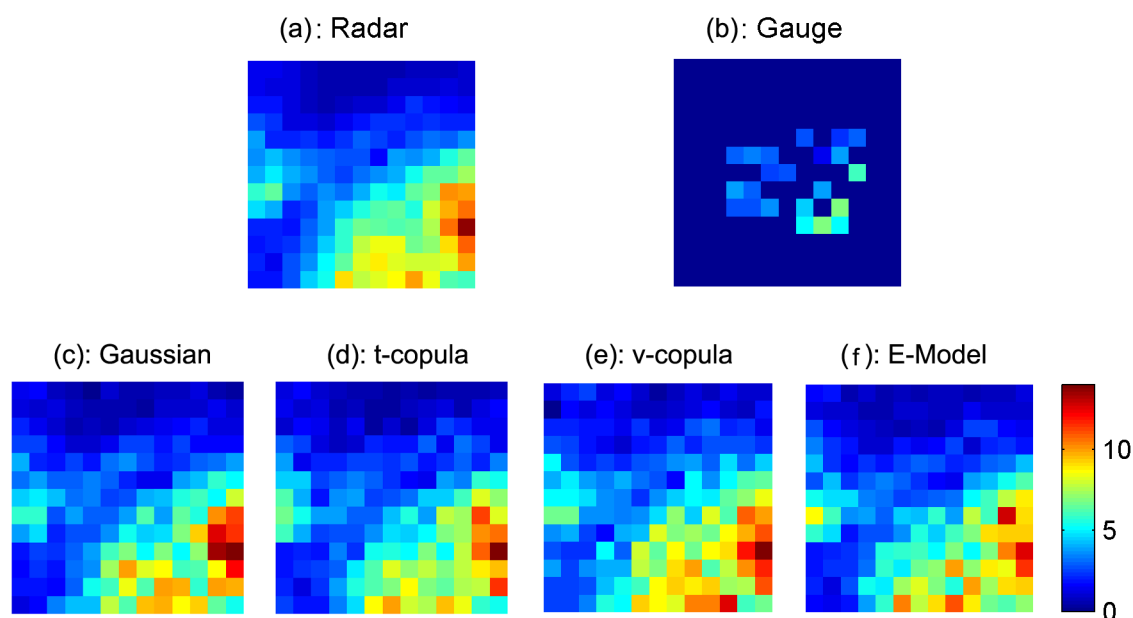 (a): Radar
(b): Gauge
(c): Gaussian
(d): t-copula
(e): v-copula
(f): E-Model
10
5
0